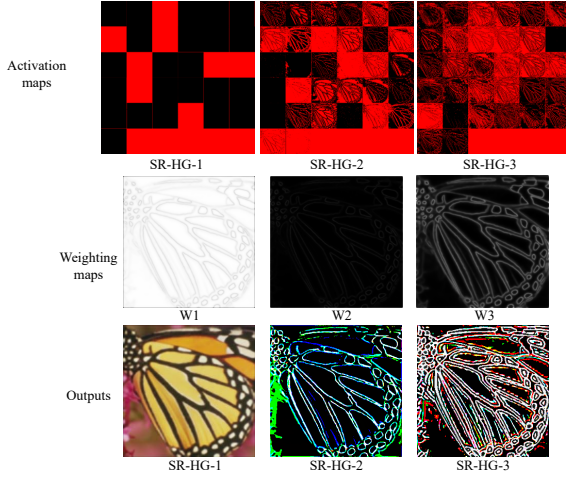 Activation
maps
SR-HG-1
SR-HG-2
SR-HG-3
Weighting
maps
W1
W2
W3
Outputs
SR-HG-1
SR-HG-2
SR-HG-3